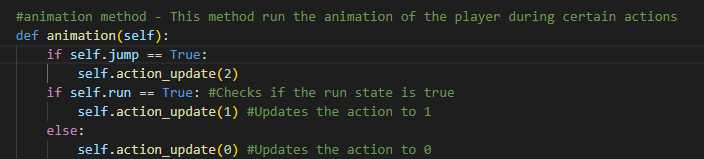 #animation method - This method run the animation of the player during certain actions
def animation(self):
    if self.jump == True:
        self.action_update(2)
    if self.run == True: #Checks if the run state is true
        self.action_update(1) #Updates the action to 1
    else:
        self.action_update(0) #Updates the action to 0